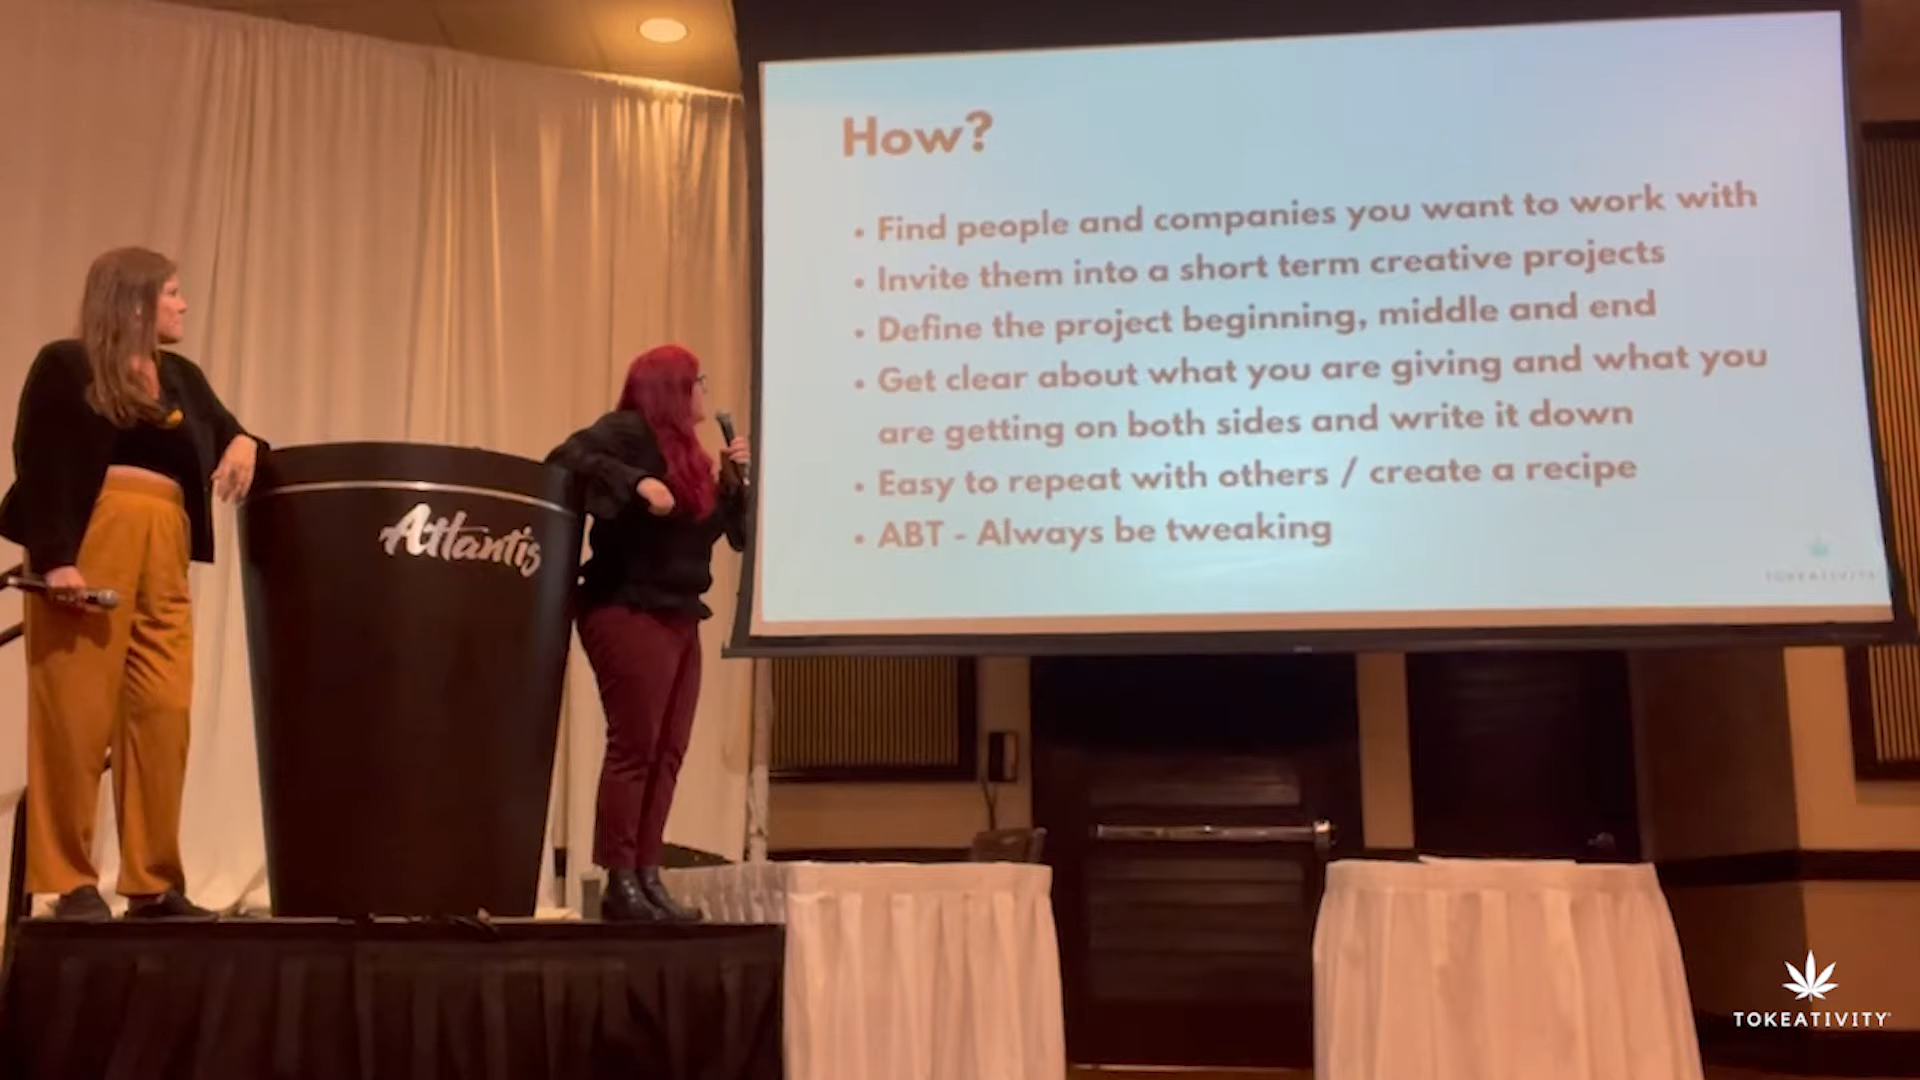 How?
• Find people and companies you want to work with
• Invite them into a short term creative projects
• Define the project beginning, middle and end
• Get clear about what you are giving and what you
are getting on both sides and write it down
• Easy to repeat with others / create a recipe
• ABT - Always be tweaking
TOKEATIVITY
Atlantis
TOKEATIVITY